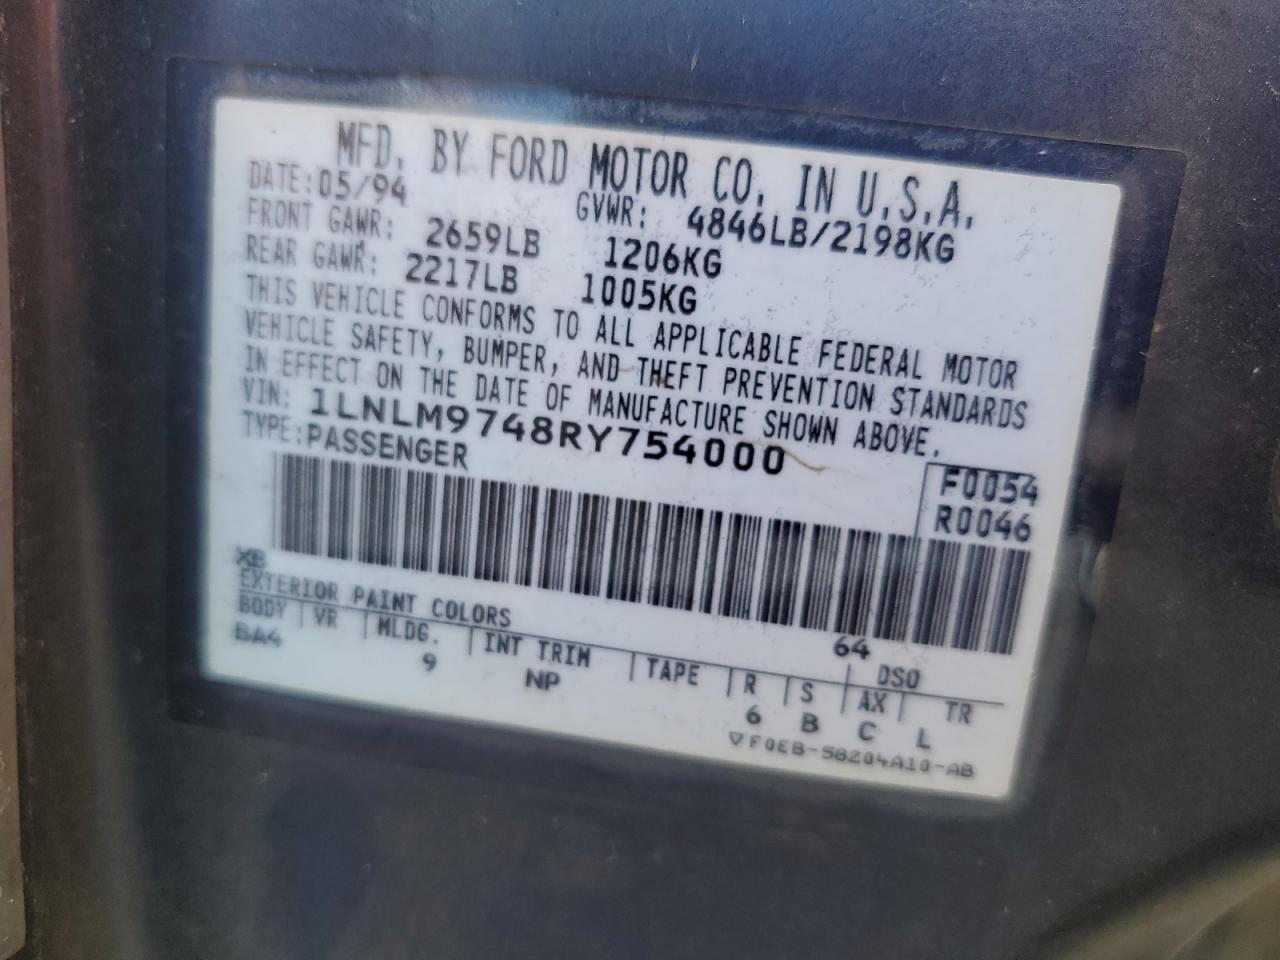 MFD. BY FORD MOTOR CO. IN U.S.A.
DATE: 05/94 GVWR: 4846LB/2198KG
FRONT GAWR: 2659LB 1206KG
REAR GAWR: 2217LB 1005KG
THIS VEHICLE CONFORMS TO ALL APPLICABLE FEDERAL MOTOR
VEHICLE SAFETY, BUMPER, AND THEFT PREVENTION STANDARDS
IN EFFECT ON THE DATE OF MANUFACTURE SHOWN ABOVE.
VIN: 1LNLM9748RY754000
TYPE: PASSENGER
F0054
R0046
XB 64
EXTERIOR PAINT COLORS DSO
BODY VR MLDG. INT TRIM TAPE R S AX TR
BA4 9 NP 6 B C L
▽F0EB-58204A10-AB